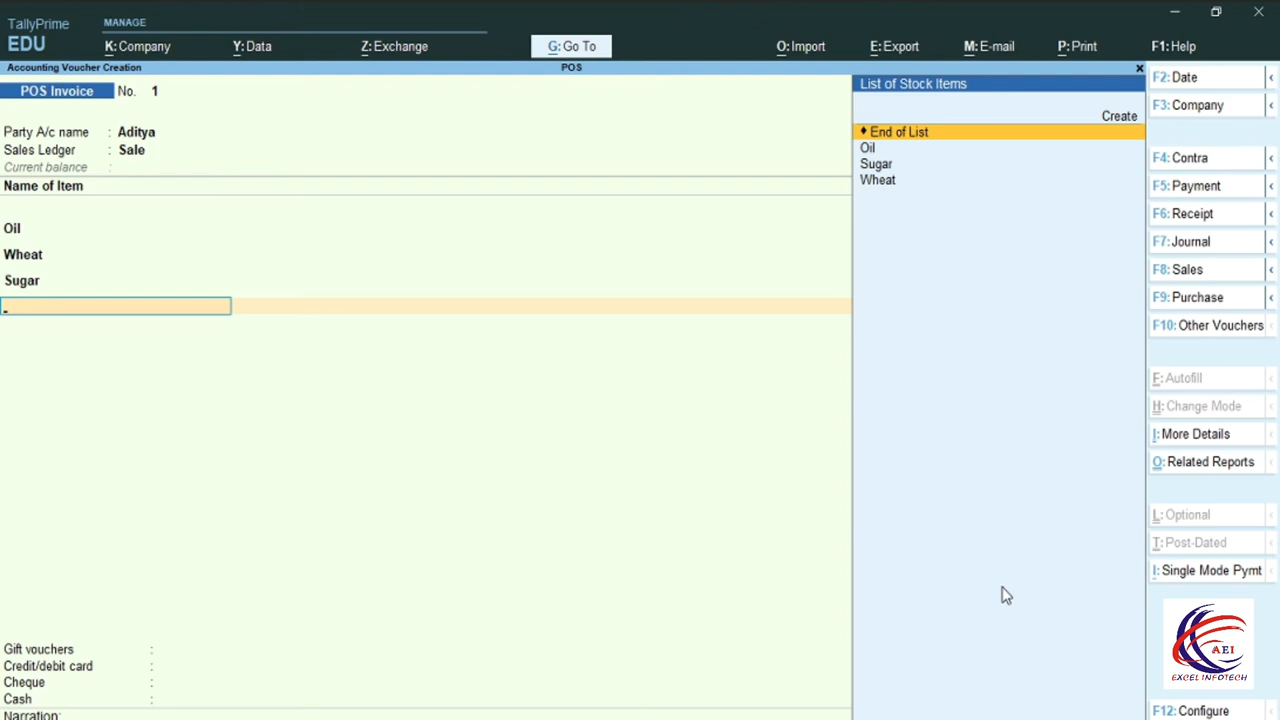 TallyPrime
EDU
MANAGE
K: Company
Y: Data
Z: Exchange
G: Go To
O: Import
E: Export
M: E-mail
P: Print
F1: Help
Accounting Voucher Creation
POS
POS Invoice No. 1
Party A/c name : Aditya
Sales Ledger : Sale
Current balance :
Name of Item
Oil
Wheat
Sugar
Gift vouchers :
Credit/debit card :
Cheque :
Cash :
Narration:
List of Stock Items
Create
♦ End of List
Oil
Sugar
Wheat
F2: Date
F3: Company
F4: Contra
F5: Payment
F6: Receipt
F7: Journal
F8: Sales
F9: Purchase
F10: Other Vouchers
F: Autofill
H: Change Mode
I: More Details
O: Related Reports
L: Optional
T: Post-Dated
I: Single Mode Pymt
AEI
EXCEL INFOTECH
F12: Configure